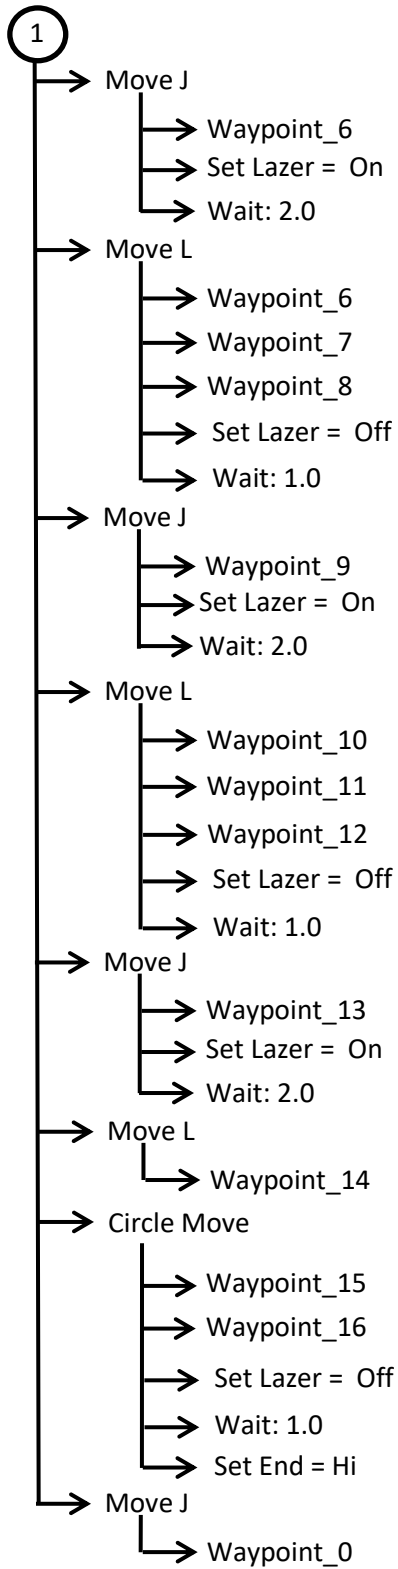 1
Move J
Waypoint_6
Set Lazer = On
Wait: 2.0
Move L
Waypoint_6
Waypoint_7
Waypoint_8
Set Lazer = Off
Wait: 1.0
Move J
Waypoint_9
Set Lazer = On
Wait: 2.0
Move L
Waypoint_10
Waypoint_11
Waypoint_12
Set Lazer = Off
Wait: 1.0
Move J
Waypoint_13
Set Lazer = On
Wait: 2.0
Move L
Waypoint_14
Circle Move
Waypoint_15
Waypoint_16
Set Lazer = Off
Wait: 1.0
Set End = Hi
Move J
Waypoint_0